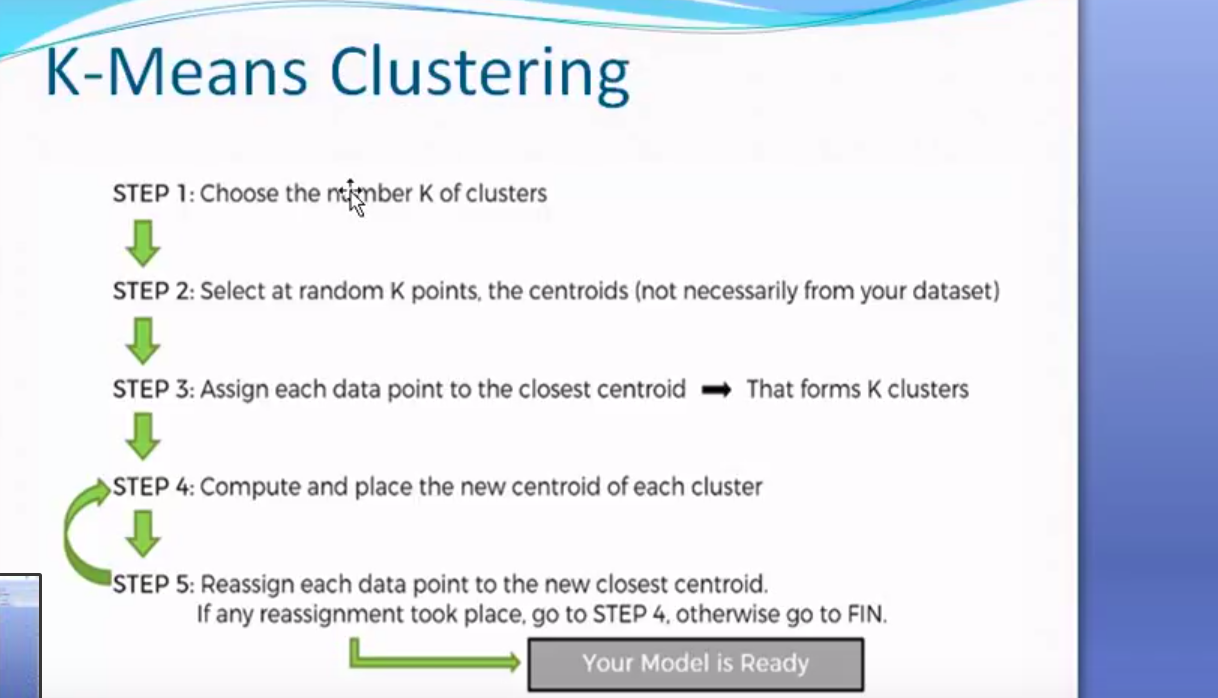 K-Means Clustering
STEP 1: Choose the number K of clusters
STEP 2: Select at random K points, the centroids (not necessarily from your dataset)
STEP 3: Assign each data point to the closest centroid ➡ That forms K clusters
STEP 4: Compute and place the new centroid of each cluster
STEP 5: Reassign each data point to the new closest centroid.
If any reassignment took place, go to STEP 4, otherwise go to FIN.
Your Model is Ready